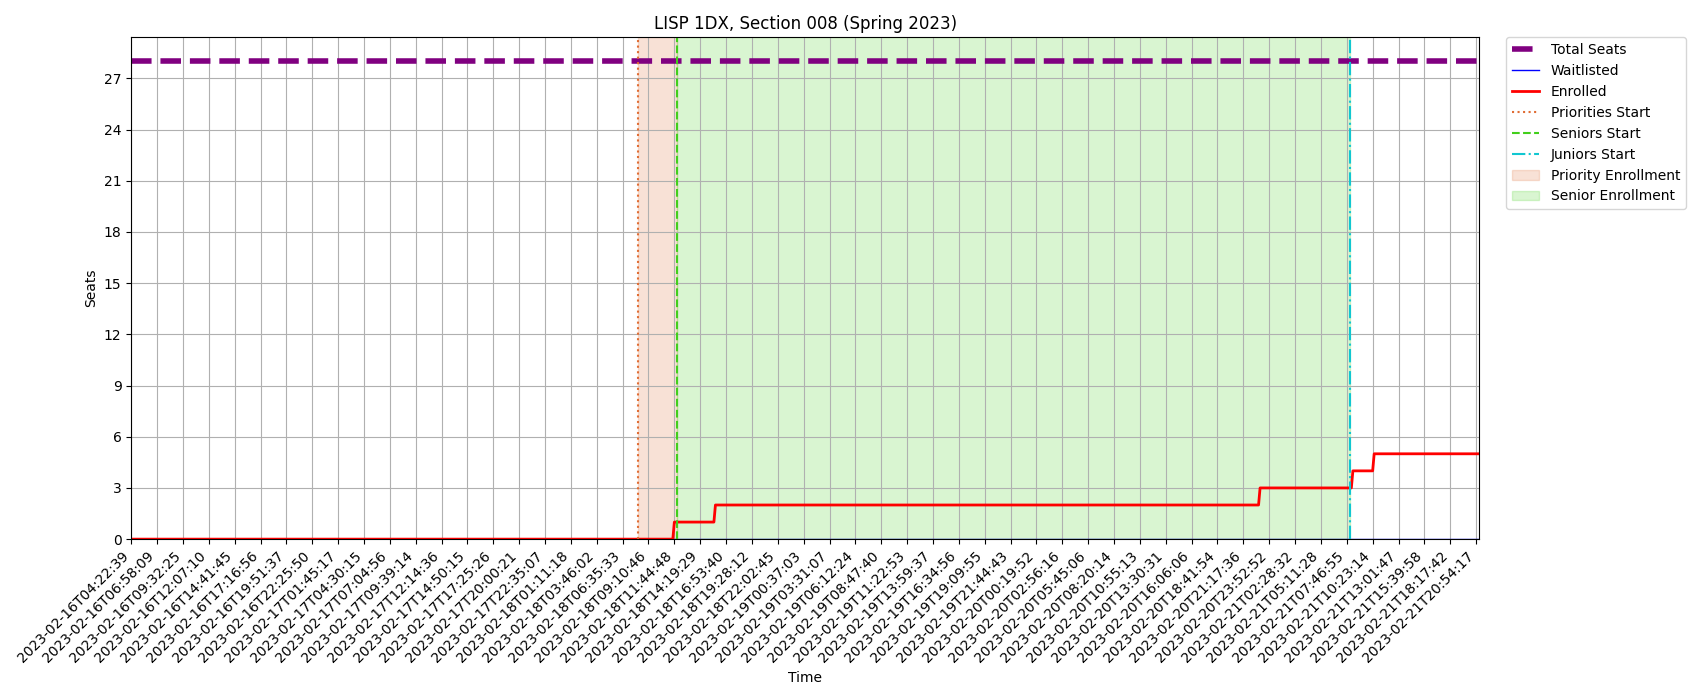 LISP 1DX, Section 008 (Spring 2023)
Seats
27
24
21
18
15
12
9
6
3
0
2023-02-16T04:22:39
2023-02-16T06:58:09
2023-02-16T09:32:25
2023-02-16T12:07:10
2023-02-16T14:41:45
2023-02-16T17:16:56
2023-02-16T19:51:37
2023-02-16T22:25:50
2023-02-17T01:45:17
2023-02-17T04:30:15
2023-02-17T07:04:56
2023-02-17T09:39:14
2023-02-17T12:14:36
2023-02-17T14:50:15
2023-02-17T17:25:26
2023-02-17T20:00:21
2023-02-17T22:35:07
2023-02-18T01:11:18
2023-02-18T03:46:02
2023-02-18T06:35:33
2023-02-18T09:10:46
2023-02-18T11:44:48
2023-02-18T14:19:29
2023-02-18T16:53:40
2023-02-18T19:28:12
2023-02-18T22:02:45
2023-02-19T00:37:03
2023-02-19T03:31:07
2023-02-19T06:12:24
2023-02-19T08:47:40
2023-02-19T11:22:53
2023-02-19T13:59:37
2023-02-19T16:34:56
2023-02-19T19:09:55
2023-02-19T21:44:43
2023-02-20T00:19:52
2023-02-20T02:56:16
2023-02-20T05:45:06
2023-02-20T08:20:14
2023-02-20T10:55:13
2023-02-20T13:30:31
2023-02-20T16:06:06
2023-02-20T18:41:54
2023-02-20T21:17:36
2023-02-20T23:52:52
2023-02-21T02:28:32
2023-02-21T05:11:28
2023-02-21T07:46:55
2023-02-21T10:23:14
2023-02-21T13:01:47
2023-02-21T15:39:58
2023-02-21T18:17:42
2023-02-21T20:54:17
Time
Total Seats
Waitlisted
Enrolled
Priorities Start
Seniors Start
Juniors Start
Priority Enrollment
Senior Enrollment